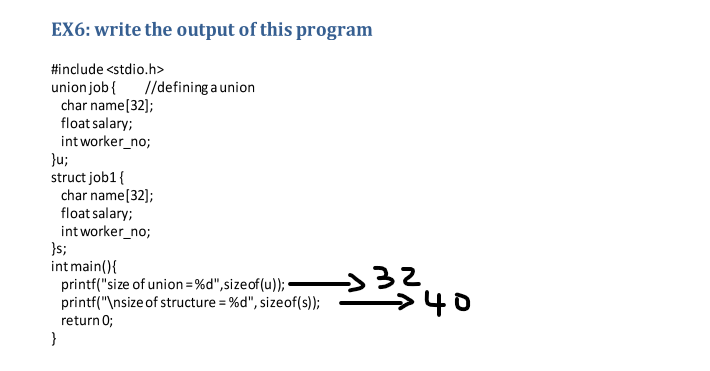 EX6: write the output of this program
#include <stdio.h>
union job {      //defining a union
char name[32];
float salary;
int worker_no;
}u;
struct job1 {
char name[32];
float salary;
int worker_no;
}s;
int main(){
printf("size of union = %d",sizeof(u)); 32
printf("\nsize of structure = %d", sizeof(s)); 40
return 0;
}